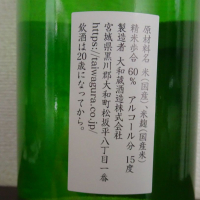 原材料名 米(国産)、米麹(国産米)
精米歩合 60% アルコール分 15度
製造者 大和蔵酒造株式会社
宮城県黒川郡大和町松坂平八丁目一番
https://taiwagura.co.jp/
飲酒は20歳になってから。